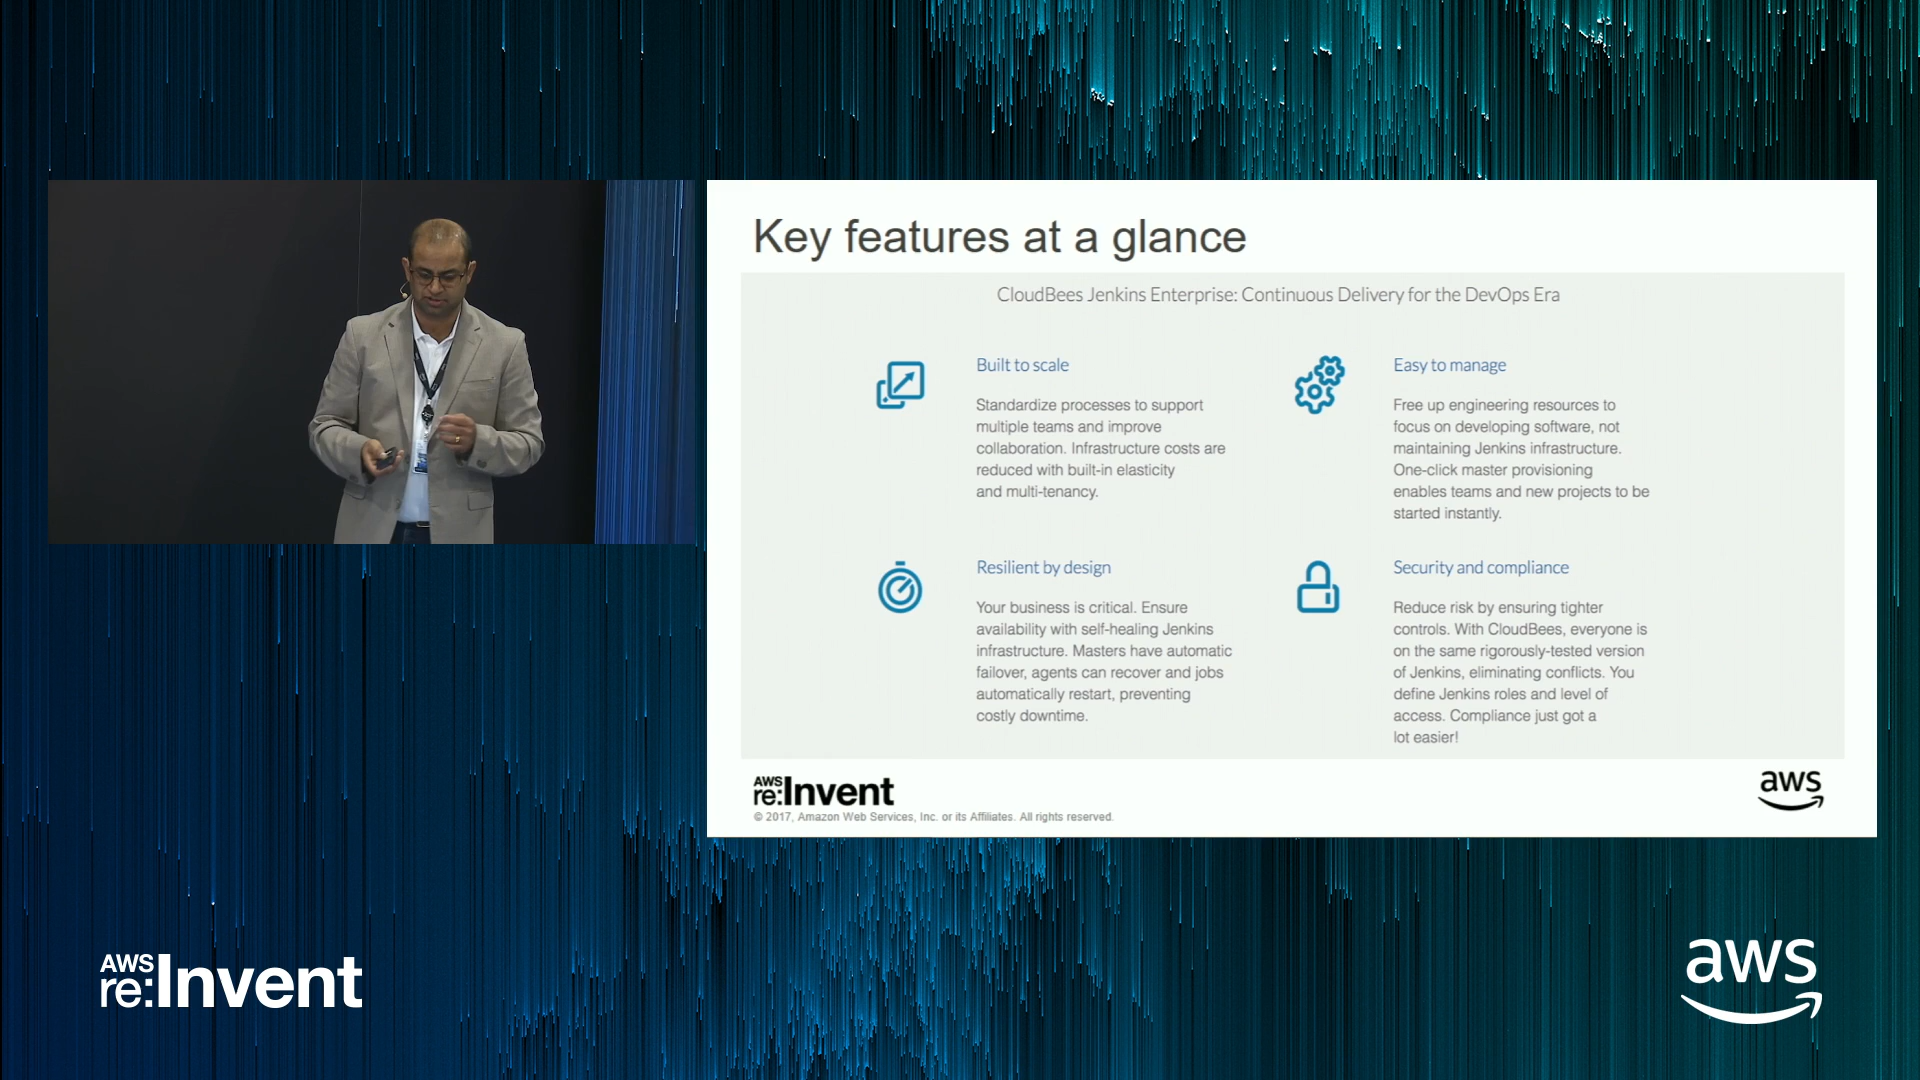 Key features at a glance
CloudBees Jenkins Enterprise: Continuous Delivery for the DevOps Era
Built to scale
Standardize processes to support
multiple teams and improve
collaboration. Infrastructure costs are
reduced with built-in elasticity
and multi-tenancy.
Easy to manage
Free up engineering resources to
focus on developing software, not
maintaining Jenkins infrastructure.
One-click master provisioning
enables teams and new projects to be
started instantly.
Resilient by design
Your business is critical. Ensure
availability with self-healing Jenkins
infrastructure. Masters have automatic
failover, agents can recover and jobs
automatically restart, preventing
costly downtime.
Security and compliance
Reduce risk by ensuring tighter
controls. With CloudBees, everyone is
on the same rigorously-tested version
of Jenkins, eliminating conflicts. You
define Jenkins roles and level of
access. Compliance just got a
lot easier!
AWS
re:Invent
aws
© 2017, Amazon Web Services, Inc. or its Affiliates. All rights reserved.
AWS
re:Invent
aws